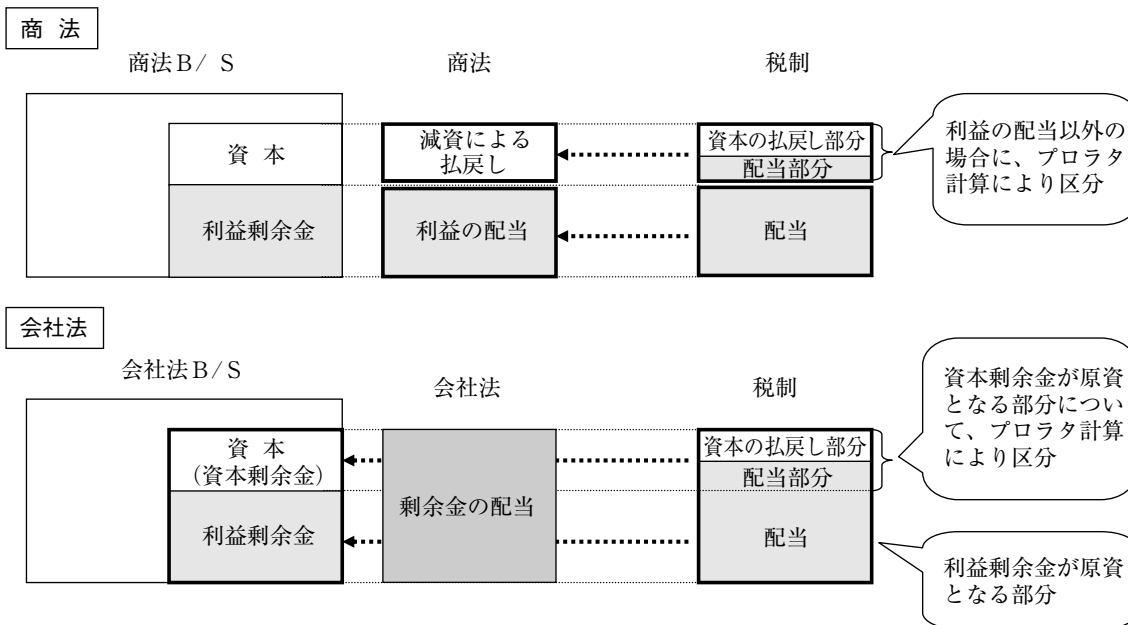 商 法
商法B/ S
商法
税制
資 本
減資による
払戻し
資本の払戻し部分
配当部分
利益の配当以外の
場合に、プロラタ
計算により区分
利益剰余金
利益の配当
配当
会社法
会社法B/S
会社法
税制
資 本
(資本剰余金)
剰余金の配当
資本の払戻し部分
配当部分
資本剰余金が原資
となる部分につい
て、プロラタ計算
により区分
利益剰余金
配当
利益剰余金が原資
となる部分